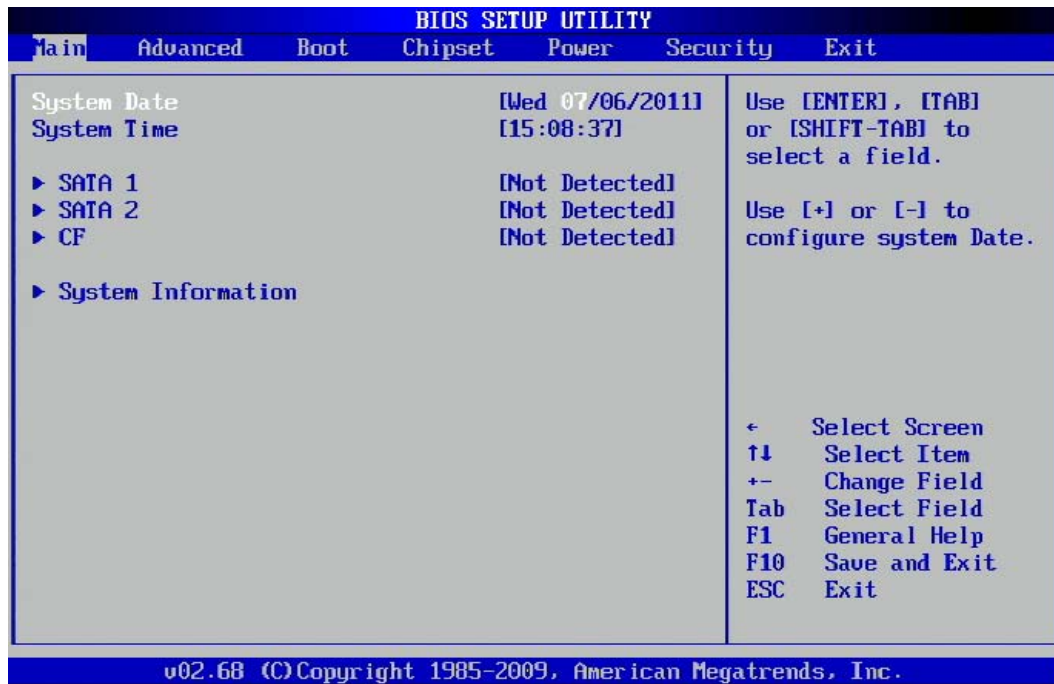 BIOS SETUP UTILITY
Main Advanced Boot Chipset Power Security Exit
System Date [Wed 07/06/2011]
System Time [15:08:37]
▶ SATA 1 [Not Detected]
▶ SATA 2 [Not Detected]
▶ CF [Not Detected]
▶ System Information
Use [ENTER], [TAB]
or [SHIFT-TAB] to
select a field.
Use [+] or [-] to
configure system Date.
← Select Screen
↑↓ Select Item
+- Change Field
Tab Select Field
F1 General Help
F10 Save and Exit
ESC Exit
v02.68 (C)Copyright 1985-2009, American Megatrends, Inc.